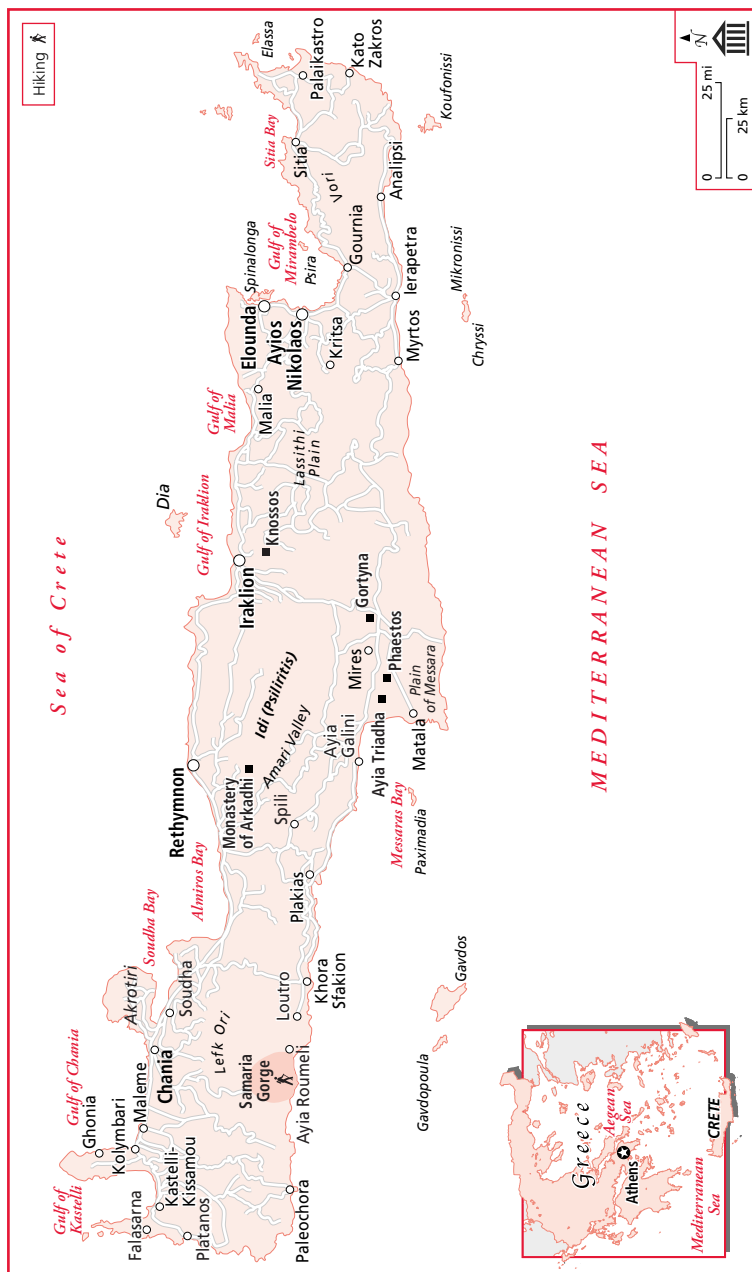 Hiking
Sea of Crete
MEDITERRANEAN SEA
Gulf of
Kastelli
Gulf of Chania
Soudha Bay
Almiros Bay
Gulf of Iraklion
Gulf of
Malia
Gulf of
Mirambelo
Sitia Bay
Messaras Bay
Falasarna
Platanos
Kastelli-
Kissamou
Kolymbari
Ghonia
Maleme
Chania
Akrotiri
Soudha
Lefk Ori
Samaria
Gorge
Ayia Roumeli
Paleochora
Loutro
Khora
Sfakion
Plakias
Spili
Rethymnon
Monastery
of Arkadhi
Amari Valley
Idi (Psiliritis)
Ayia
Galini
Ayia Triadha
Phaestos
Mires
Gortyna
Matala
Plain
of Messara
Paximadia
Gavdopoula
Gavdos
Iraklion
Knossos
Dia
Malia
Lassithi
Plain
Elounda
Spinalonga
Ayios
Nikolaos
Kritsa
Psira
Gournia
Myrtos
Ierapetra
Chryssi
Mikronissi
Vori
Sitia
Analipsi
Koufonissi
Elassa
Palaikastro
Kato
Zakros
N
0 25 mi
0 25 km
Greece
Aegean
Sea
Athens
CRETE
Mediterranean
Sea